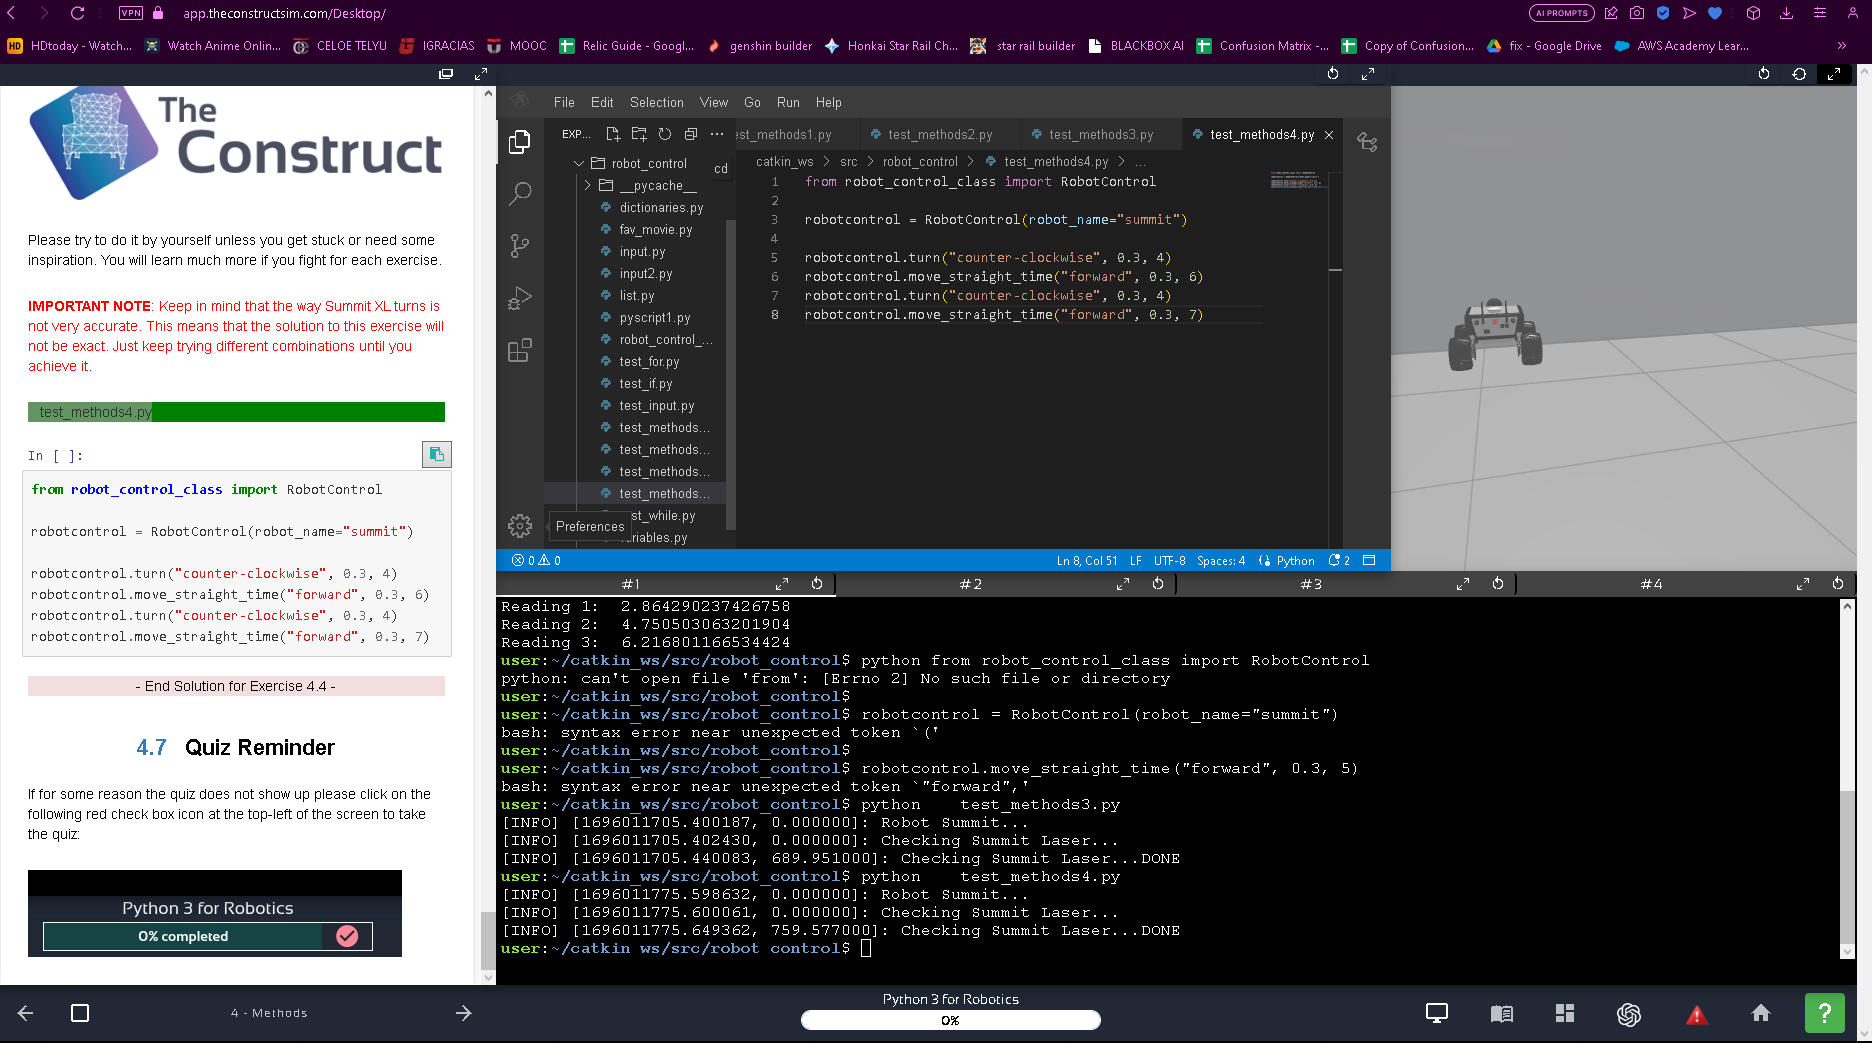 VPN
app.theconstructsim.com/Desktop/
AI PROMPTS
HD HDtoday - Watch...
Watch Anime Onlin...
CELOE TELYU
IGRACIAS
MOOC
Relic Guide - Googl...
genshin builder
Honkai Star Rail Ch...
star rail builder
BLACKBOX AI
Confusion Matrix -...
Copy of Confusion...
fix - Google Drive
AWS Academy Lear...
»
The
Construct
Please try to do it by yourself unless you get stuck or need some
inspiration. You will learn much more if you fight for each exercise.
IMPORTANT NOTE: Keep in mind that the way Summit XL turns is
not very accurate. This means that the solution to this exercise will
not be exact. Just keep trying different combinations until you
achieve it.
test_methods4.py
In [ ]:
from robot_control_class import RobotControl
robotcontrol = RobotControl(robot_name="summit")
robotcontrol.turn("counter-clockwise", 0.3, 4)
robotcontrol.move_straight_time("forward", 0.3, 6)
robotcontrol.turn("counter-clockwise", 0.3, 4)
robotcontrol.move_straight_time("forward", 0.3, 7)
- End Solution for Exercise 4.4 -
4.7 Quiz Reminder
If for some reason the quiz does not show up please click on the
following red check box icon at the top-left of the screen to take
the quiz:
Python 3 for Robotics
0% completed
File Edit Selection View Go Run Help
EXP...
robot_control
cd
__pycache__
dictionaries.py
fav_movie.py
input.py
input2.py
list.py
pyscript1.py
robot_control_...
test_for.py
test_if.py
test_input.py
test_methods...
test_methods...
test_methods...
test_methods...
st_while.py
Preferences
ariables.py
est_methods1.py
test_methods2.py
test_methods3.py
test_methods4.py
catkin_ws > src > robot_control > test_methods4.py > ...
1 from robot_control_class import RobotControl
2
3 robotcontrol = RobotControl(robot_name="summit")
4
5 robotcontrol.turn("counter-clockwise", 0.3, 4)
6 robotcontrol.move_straight_time("forward", 0.3, 6)
7 robotcontrol.turn("counter-clockwise", 0.3, 4)
8 robotcontrol.move_straight_time("forward", 0.3, 7)
0 0
Ln 8, Col 51 LF UTF-8 Spaces: 4 Python 2
#1 #2 #3 #4
Reading 1: 2.864290237426758
Reading 2: 4.750503063201904
Reading 3: 6.216801166534424
user:~/catkin_ws/src/robot_control$ python from robot_control_class import RobotControl
python: can't open file 'from': [Errno 2] No such file or directory
user:~/catkin_ws/src/robot_control$
user:~/catkin_ws/src/robot_control$ robotcontrol = RobotControl(robot_name="summit")
bash: syntax error near unexpected token `('
user:~/catkin_ws/src/robot_control$
user:~/catkin_ws/src/robot_control$ robotcontrol.move_straight_time("forward", 0.3, 5)
bash: syntax error near unexpected token `"forward",'
user:~/catkin_ws/src/robot_control$ python test_methods3.py
[INFO] [1696011705.400187, 0.000000]: Robot Summit...
[INFO] [1696011705.402430, 0.000000]: Checking Summit Laser...
[INFO] [1696011705.440083, 689.951000]: Checking Summit Laser...DONE
user:~/catkin_ws/src/robot_control$ python test_methods4.py
[INFO] [1696011775.598632, 0.000000]: Robot Summit...
[INFO] [1696011775.600061, 0.000000]: Checking Summit Laser...
[INFO] [1696011775.649362, 759.577000]: Checking Summit Laser...DONE
user:~/catkin_ws/src/robot_control$
4 - Methods
Python 3 for Robotics
0%
?